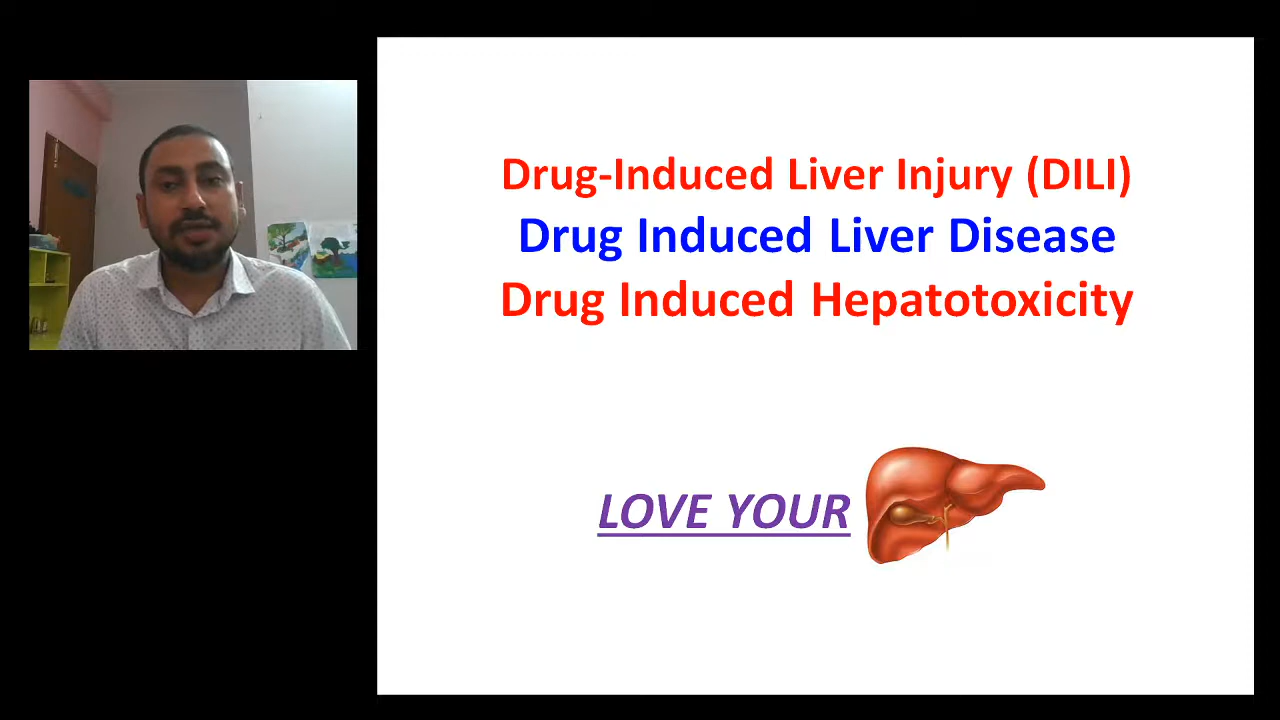 Drug-Induced Liver Injury (DILI)
Drug Induced Liver Disease
Drug Induced Hepatotoxicity
LOVE YOUR